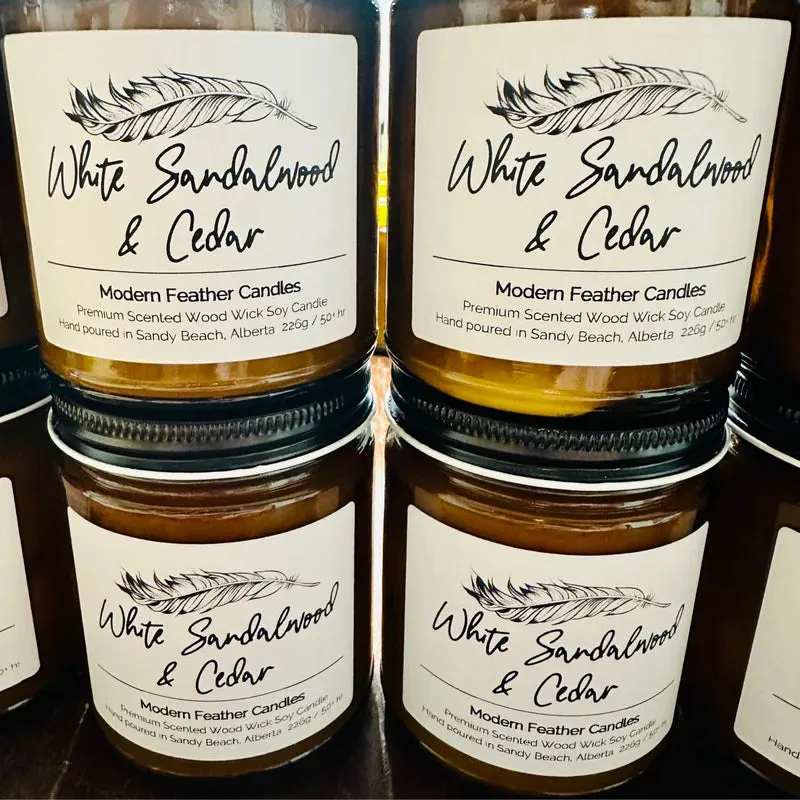 White Sandalwood
& Cedar
Modern Feather Candles
Premium Scented Wood Wick Soy Candle
Hand poured in Sandy Beach, Alberta 226g / 50+ hr
White Sandalwood
& Cedar
Modern Feather Candles
Premium Scented Wood Wick Soy Candle
Hand poured in Sandy Beach, Alberta 226g / 50+ hr
White Sandalwood
& Cedar
Modern Feather Candles
Premium Scented Wood Wick Soy Candle
Hand poured in Sandy Beach, Alberta 226g / 50+ hr
White Sandalwood
& Cedar
Modern Feather Candles
Premium Scented Wood Wick Soy Candle
Hand poured in Sandy Beach, Alberta 226g / 50+ hr
hr
Hand